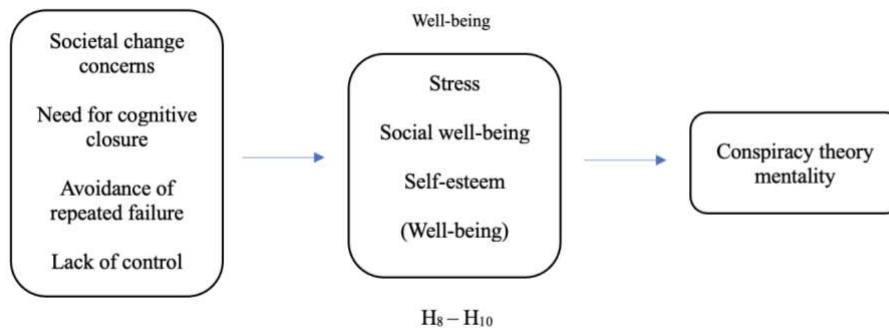 Well-being
Societal change
concerns
Need for cognitive
closure
Avoidance of
repeated failure
Lack of control
Stress
Social well-being
Self-esteem
(Well-being)
Conspiracy theory
mentality
H₈ – H₁₀